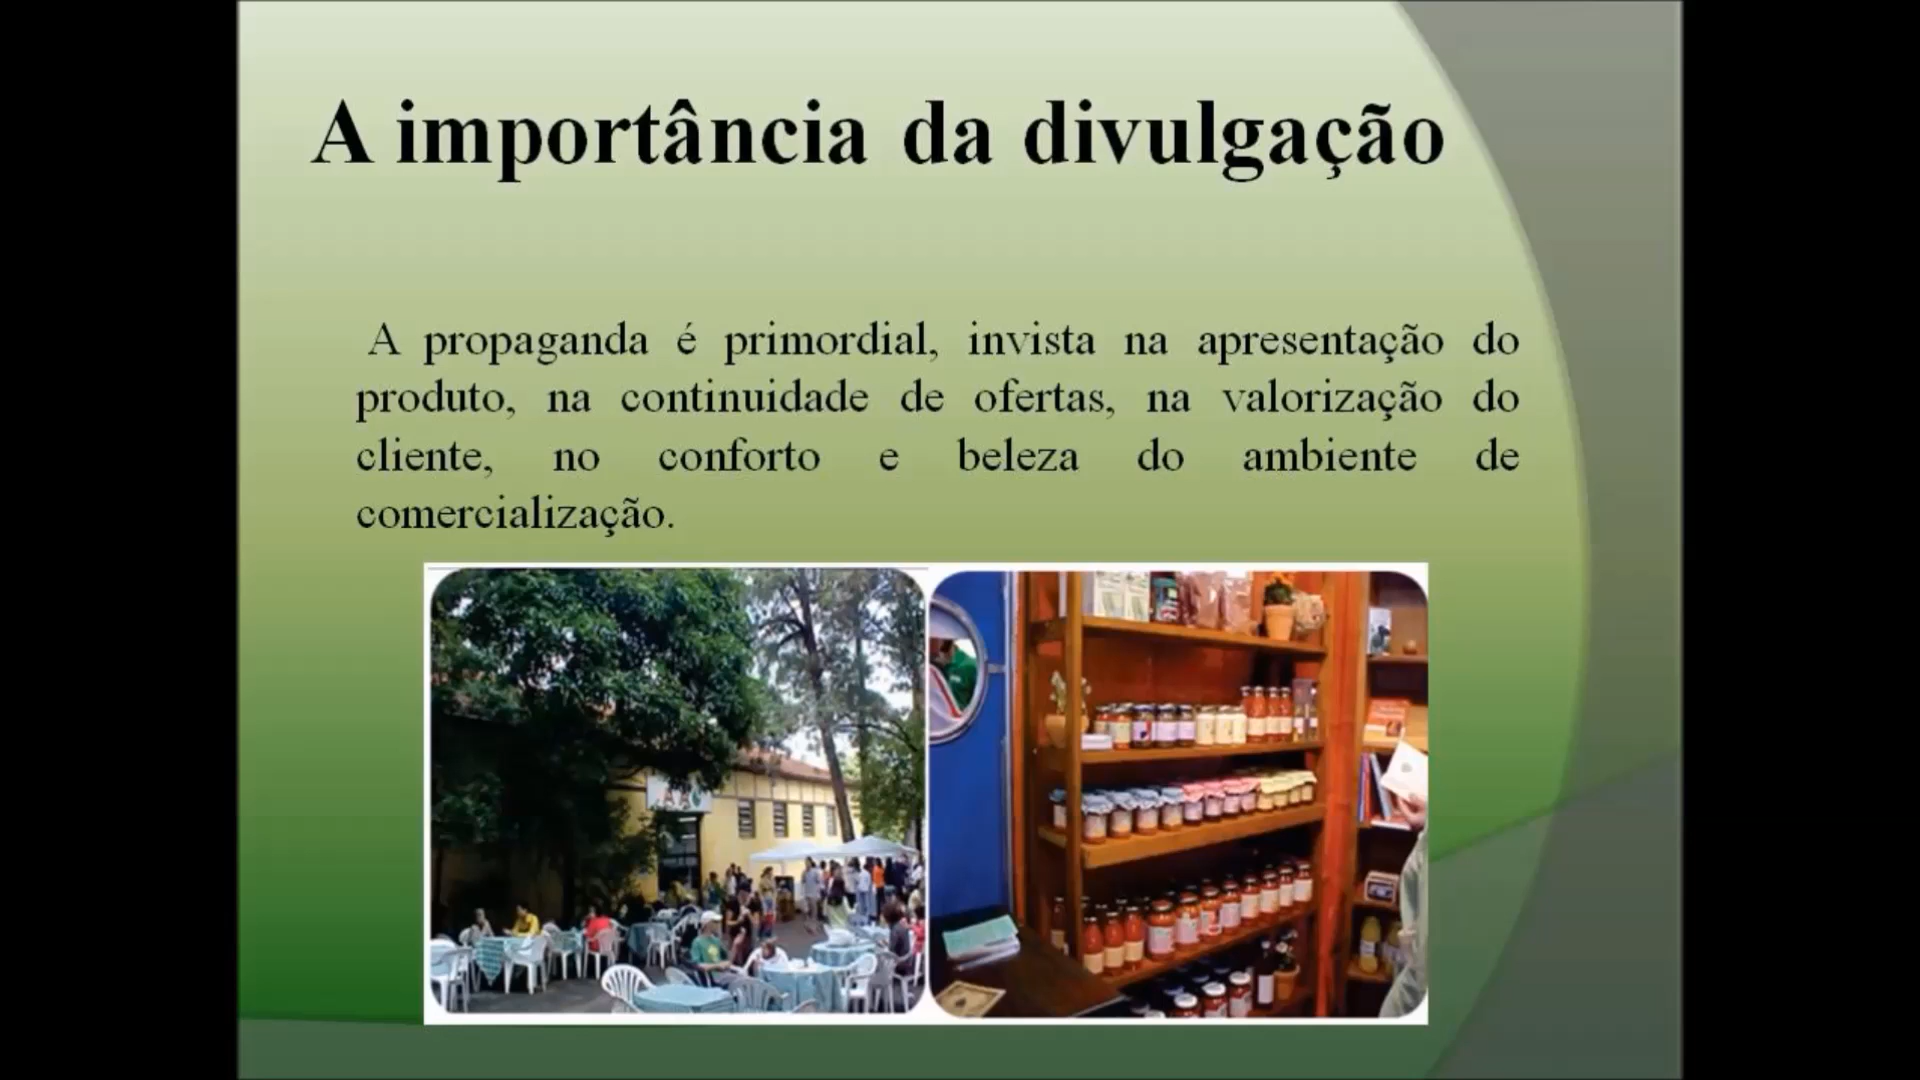 A importância da divulgação
A propaganda é primordial, invista na apresentação do
produto, na continuidade de ofertas, na valorização do
cliente, no conforto e beleza do ambiente de
comercialização.